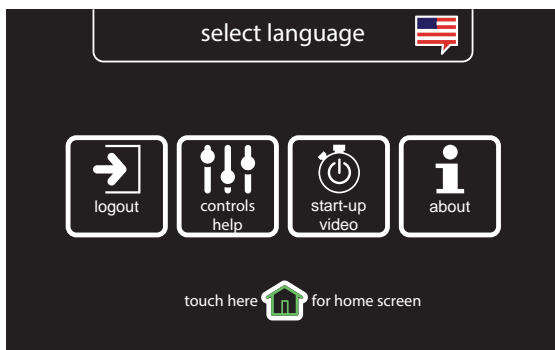 select language
logout
controls
help
start-up
video
about
touch here for home screen